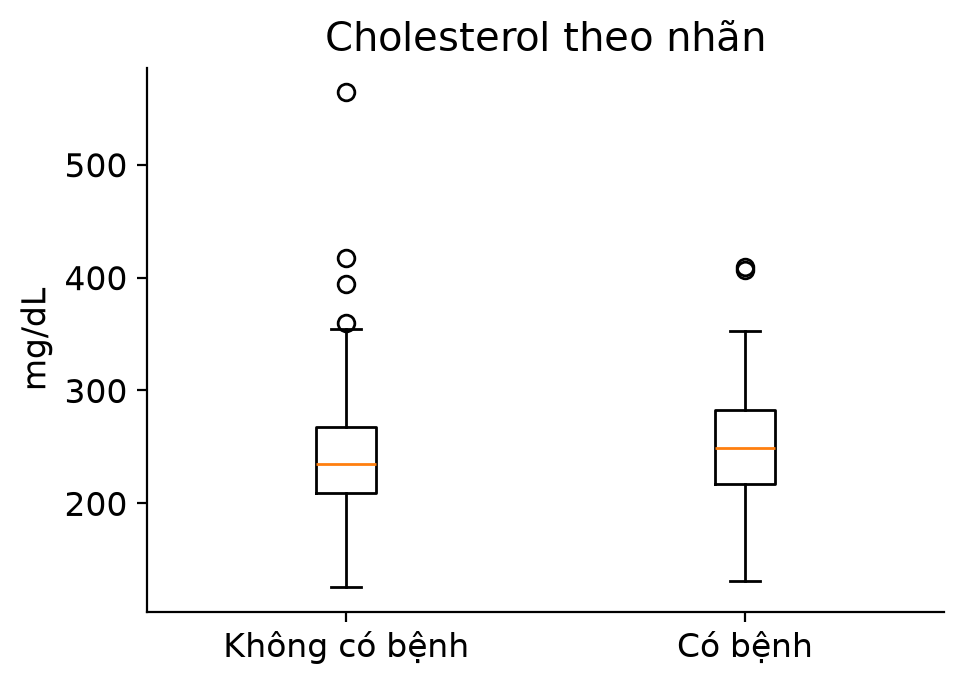 Cholesterol theo nhãn
mg/dL
500
400
300
200
Không có bệnh
Có bệnh